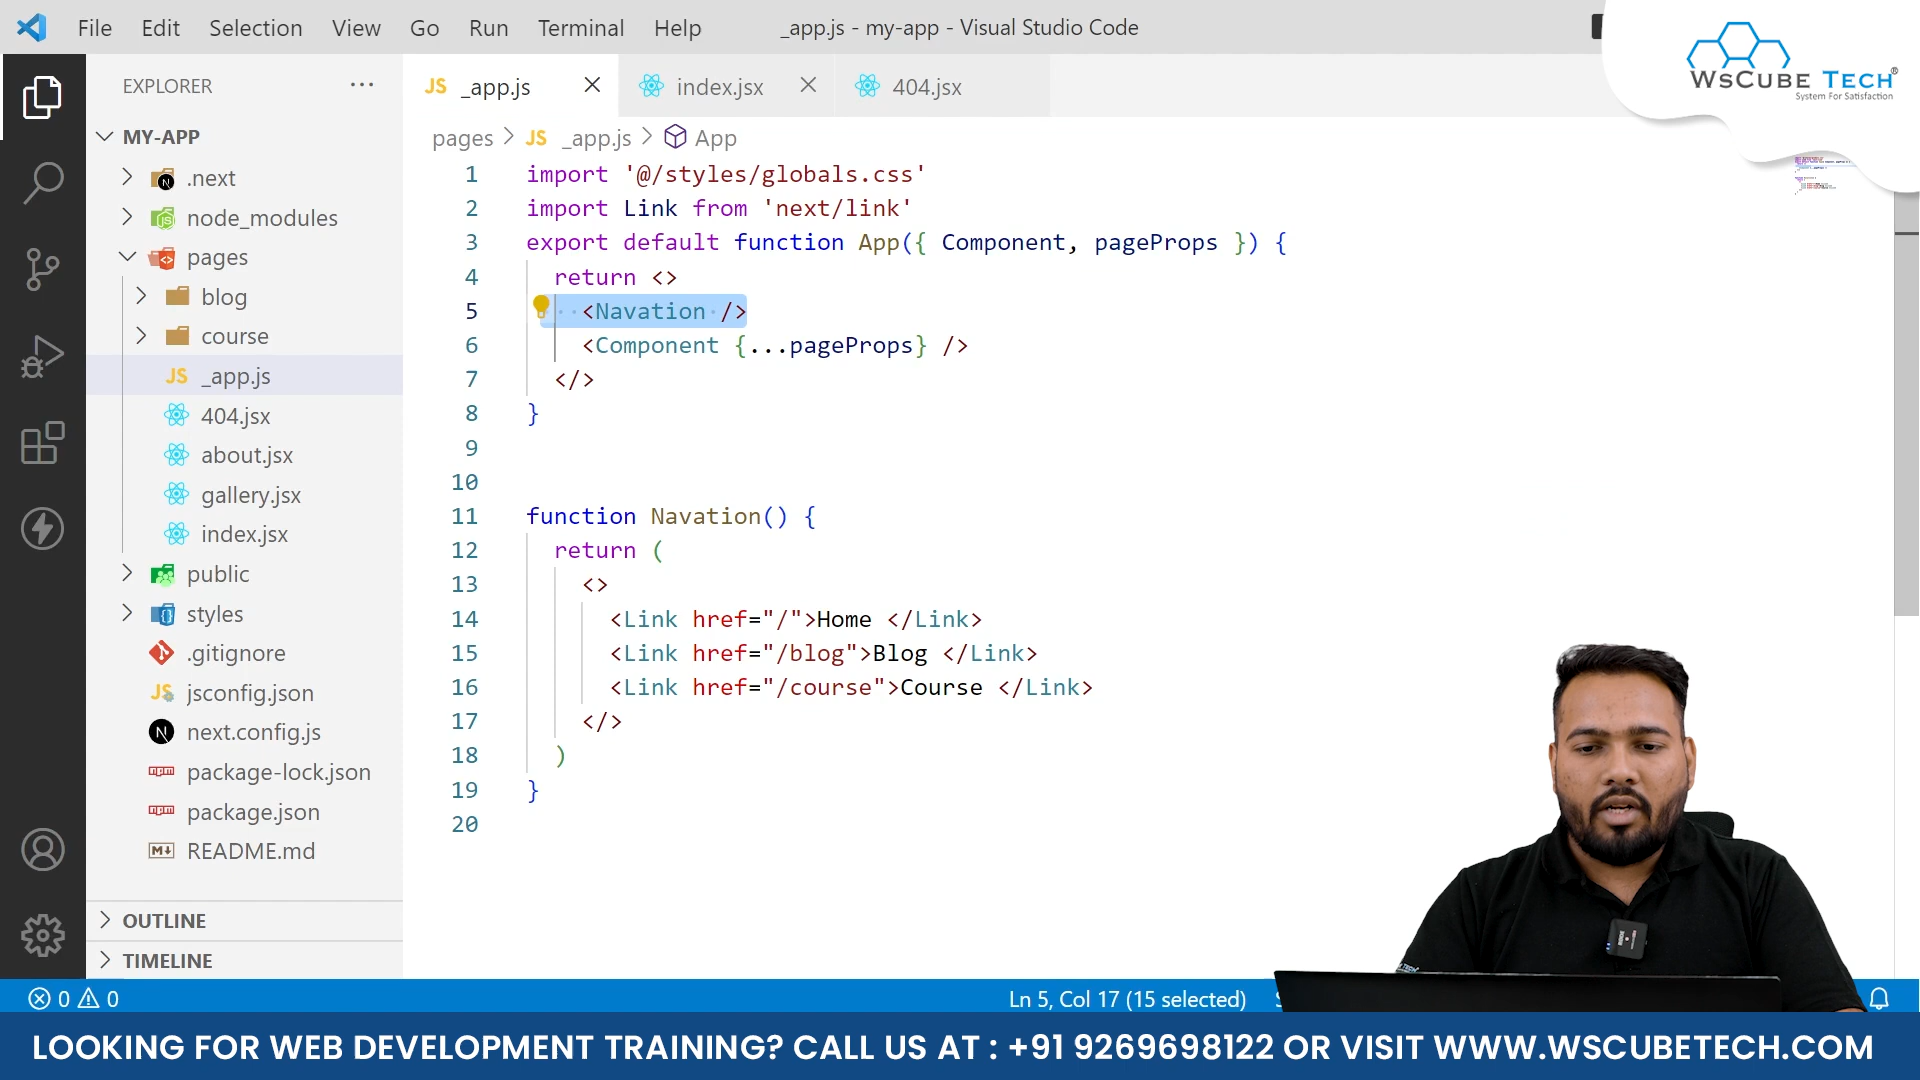 File Edit Selection View Go Run Terminal Help _app.js - my-app - Visual Studio Code
WsCUBE TECH®
System For Satisfaction
EXPLORER ...
JS _app.js index.jsx 404.jsx
pages > JS _app.js > App
MY-APP
.next
node_modules
pages
blog
course
JS _app.js
404.jsx
about.jsx
gallery.jsx
index.jsx
public
styles
.gitignore
JS jsconfig.json
N next.config.js
npm package-lock.json
npm package.json
M↓ README.md
OUTLINE
TIMELINE
1 import '@/styles/globals.css'
2 import Link from 'next/link'
3 export default function App({ Component, pageProps }) {
4 return <>
5 <Navation·/>
6 <Component {...pageProps} />
7 </>
8 }
9
10
11 function Navation() {
12 return (
13 <>
14 <Link href="/">Home </Link>
15 <Link href="/blog">Blog </Link>
16 <Link href="/course">Course </Link>
17 </>
18 )
19 }
20
0 0 Ln 5, Col 17 (15 selected)
LOOKING FOR WEB DEVELOPMENT TRAINING? CALL US AT : +91 9269698122 OR VISIT WWW.WSCUBETECH.COM